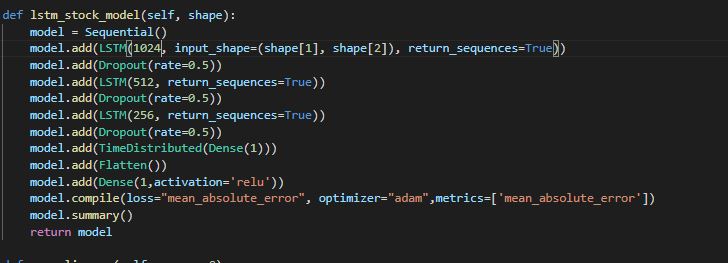 def lstm_stock_model(self, shape):
    model = Sequential()
    model.add(LSTM(1024, input_shape=(shape[1], shape[2]), return_sequences=True))
    model.add(Dropout(rate=0.5))
    model.add(LSTM(512, return_sequences=True))
    model.add(Dropout(rate=0.5))
    model.add(LSTM(256, return_sequences=True))
    model.add(Dropout(rate=0.5))
    model.add(TimeDistributed(Dense(1)))
    model.add(Flatten())
    model.add(Dense(1,activation='relu'))
    model.compile(loss="mean_absolute_error", optimizer="adam",metrics=['mean_absolute_error'])
    model.summary()
    return model